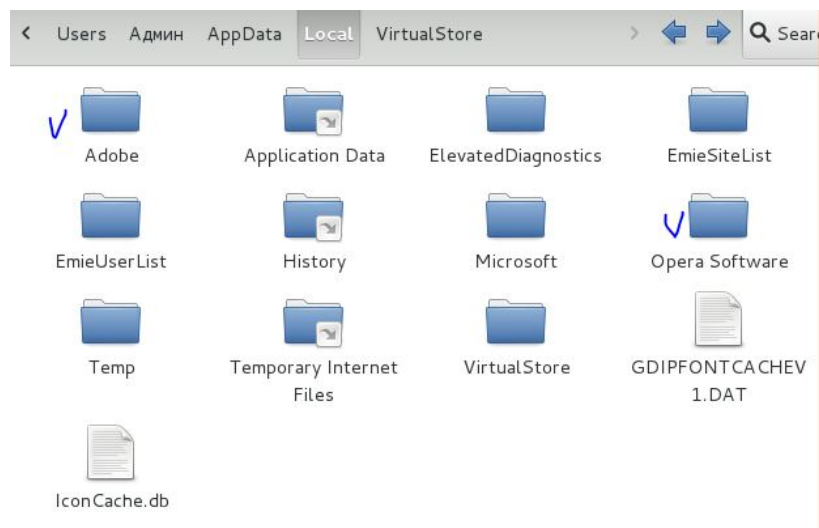 Users Админ AppData Local VirtualStore Sear
Adobe Application Data ElevatedDiagnostics EmieSiteList
EmieUserList History Microsoft Opera Software
Temp Temporary Internet VirtualStore GDIPFONTCACHEV
Files 1.DAT
IconCache.db